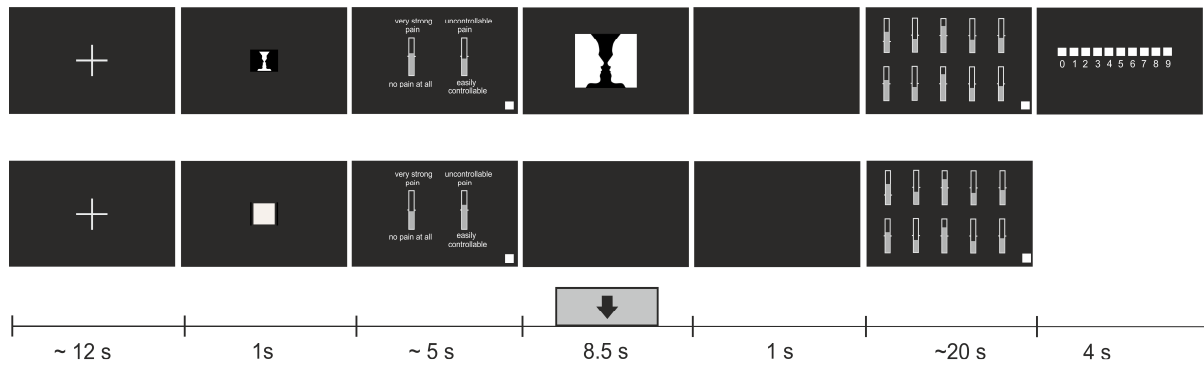 very strong uncontrollable
pain pain
no pain at all easily
controllable
0 1 2 3 4 5 6 7 8 9
very strong uncontrollable
pain pain
no pain at all easily
controllable
~ 12 s 1s ~ 5 s 8.5 s 1 s ~20 s 4 s